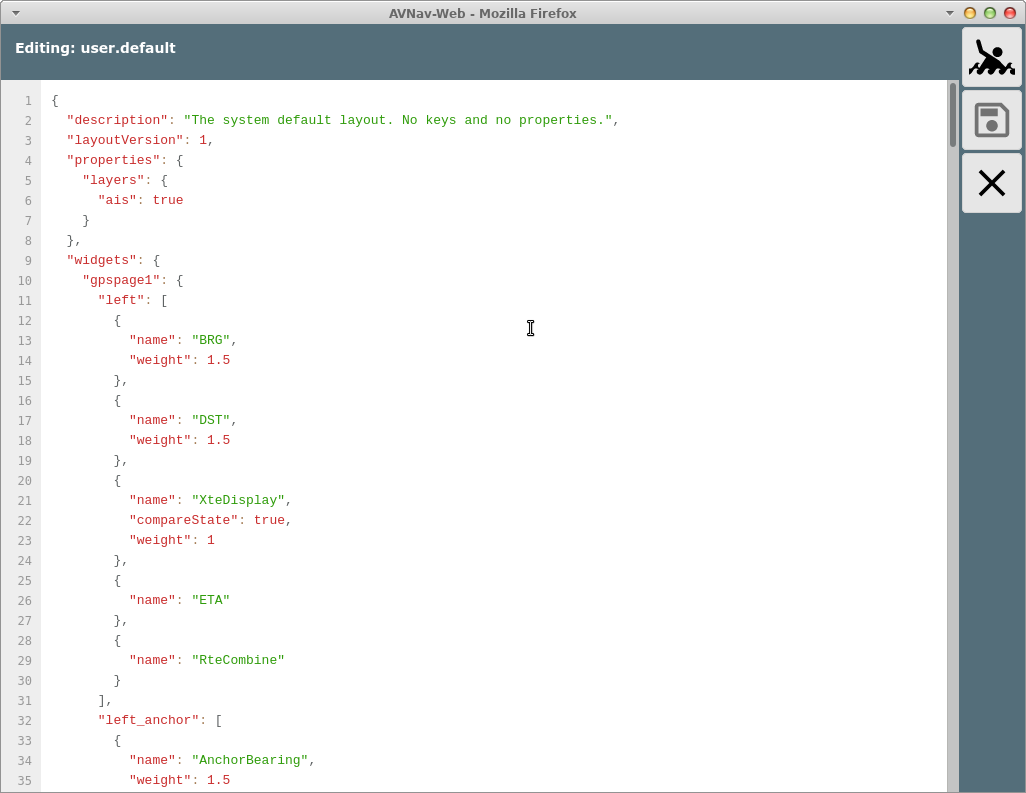 AVNav-Web - Mozilla Firefox
Editing: user.default
1 {
2   "description": "The system default layout. No keys and no properties.",
3   "layoutVersion": 1,
4   "properties": {
5     "layers": {
6       "ais": true
7     }
8   },
9   "widgets": {
10     "gpspage1": {
11       "left": [
12         {
13           "name": "BRG",
14           "weight": 1.5
15         },
16         {
17           "name": "DST",
18           "weight": 1.5
19         },
20         {
21           "name": "XteDisplay",
22           "compareState": true,
23           "weight": 1
24         },
25         {
26           "name": "ETA"
27         },
28         {
29           "name": "RteCombine"
30         }
31       ],
32       "left_anchor": [
33         {
34           "name": "AnchorBearing",
35           "weight": 1.5